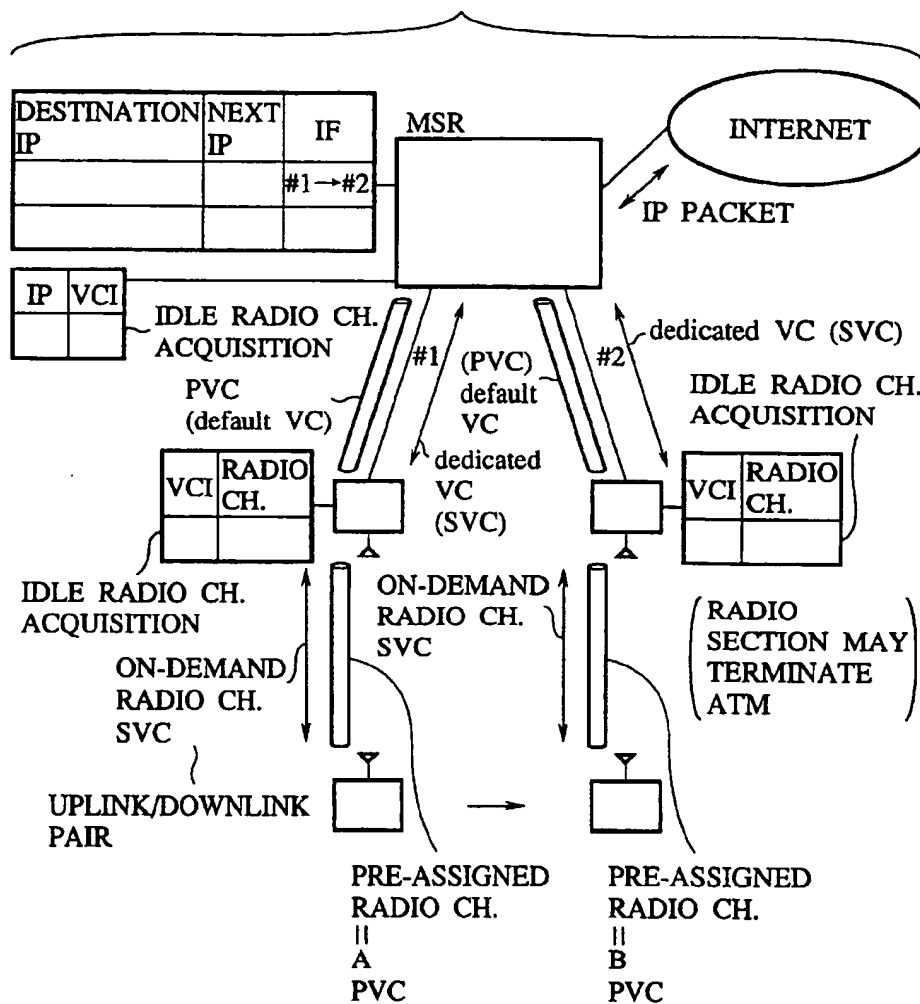 DESTINATION IP
NEXT IP
IF
#1→#2
MSR
INTERNET
IP PACKET
IP
VCI
IDLE RADIO CH.
ACQUISITION
PVC
(default VC)
#1
dedicated
VC
(SVC)
(PVC)
default
VC
#2
dedicated VC (SVC)
IDLE RADIO CH.
ACQUISITION
VCI
RADIO
CH.
VCI
RADIO
CH.
IDLE RADIO CH.
ACQUISITION
ON-DEMAND
RADIO CH.
SVC
UPLINK/DOWNLINK
PAIR
ON-DEMAND
RADIO CH.
SVC
(RADIO
SECTION MAY
TERMINATE
ATM)
PRE-ASSIGNED
RADIO CH.
=
A
PVC
PRE-ASSIGNED
RADIO CH.
=
B
PVC